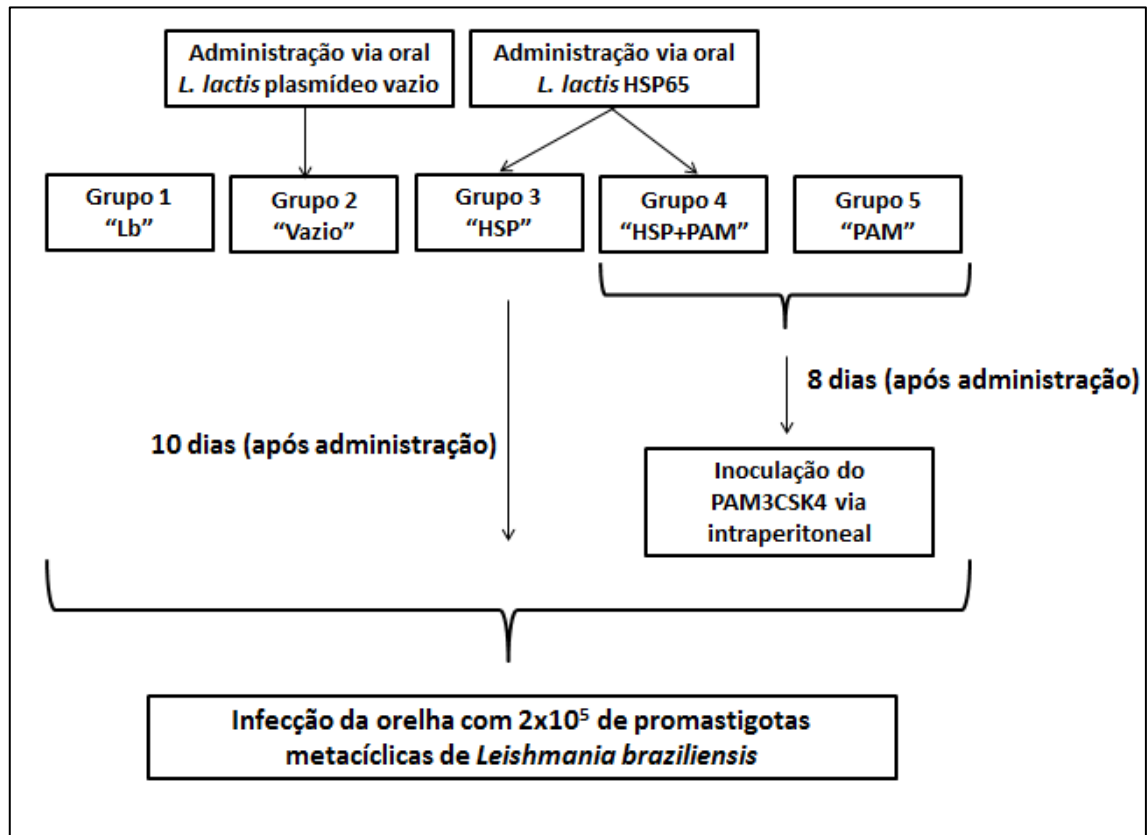 Administração via oral
L. lactis plasmídeo vazio
Administração via oral
L. lactis HSP65
Grupo 1
“Lb”
Grupo 2
“Vazio”
Grupo 3
“HSP”
Grupo 4
“HSP+PAM”
Grupo 5
“PAM”
8 dias (após administração)
10 dias (após administração)
Inoculação do
PAM3CSK4 via
intraperitoneal
Infecção da orelha com 2x10⁵ de promastigotas
metacíclicas de Leishmania braziliensis